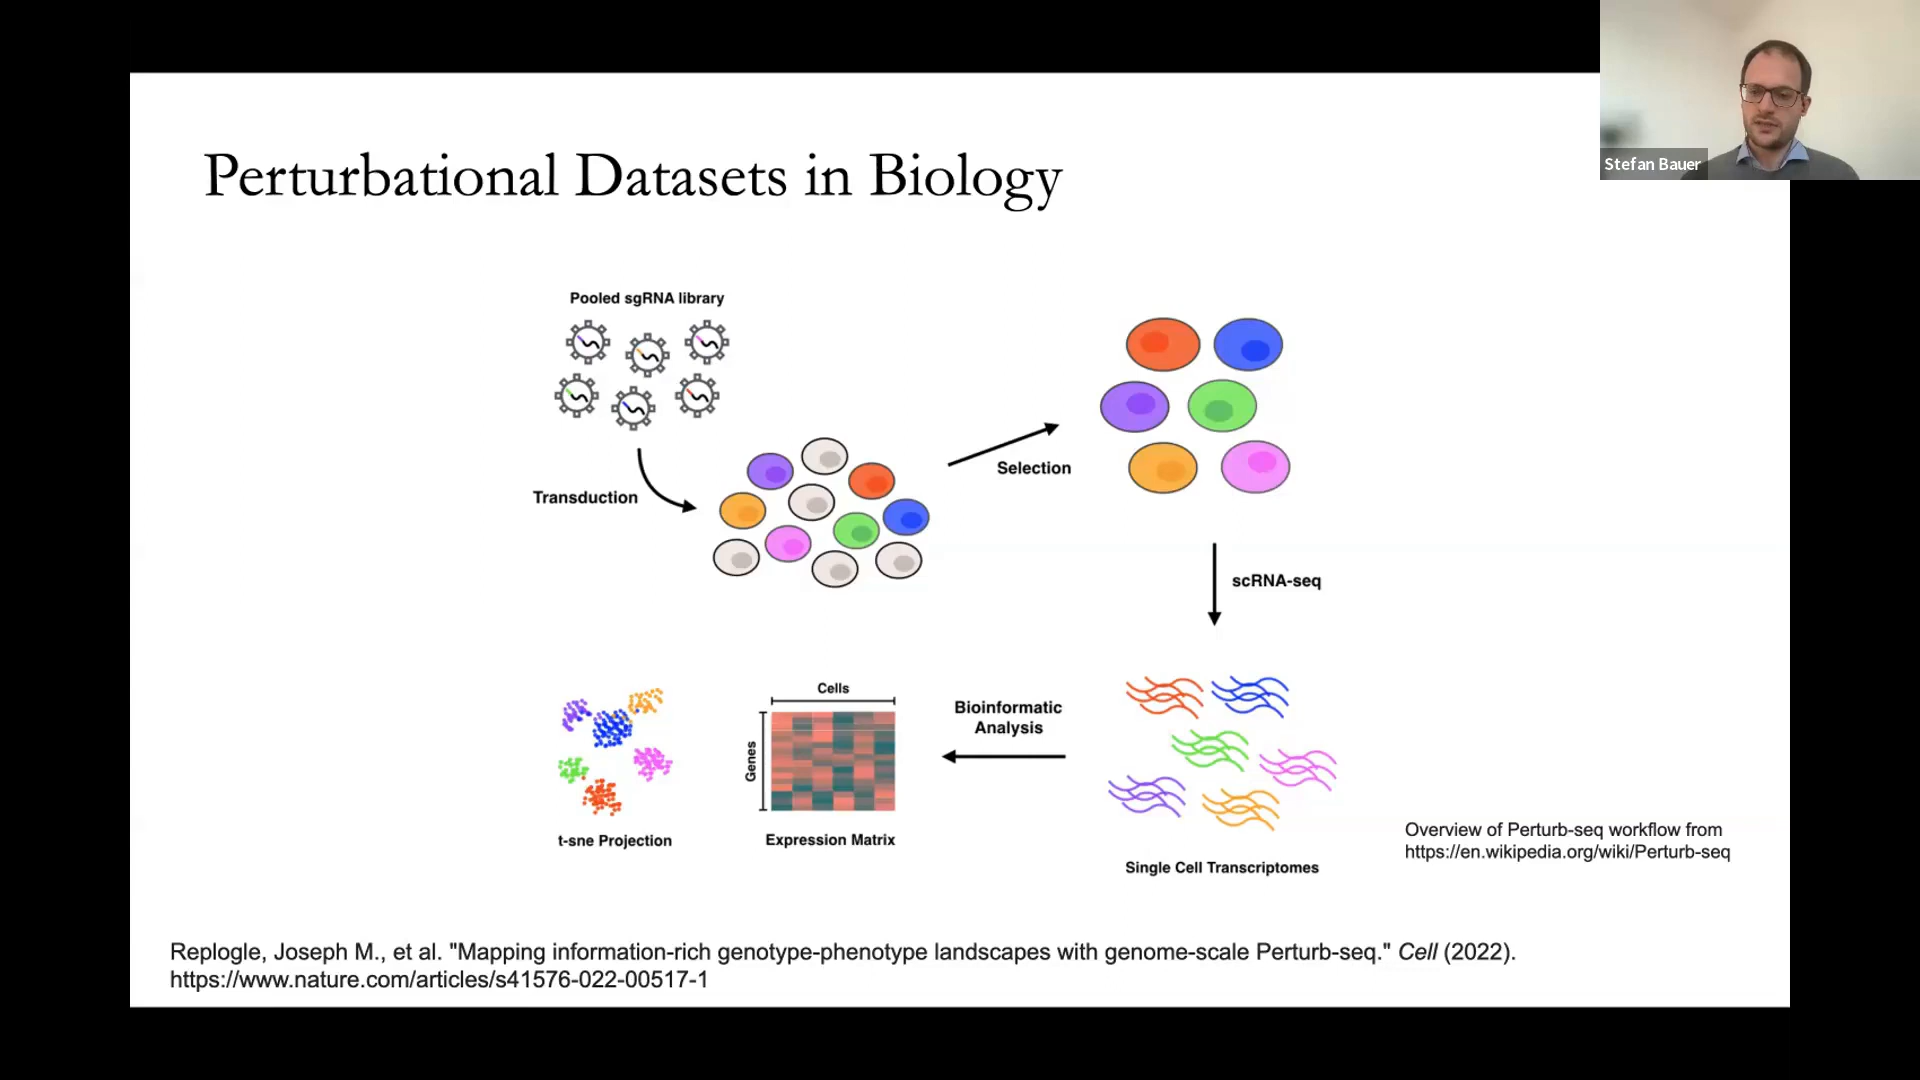 Stefan Bauer
Perturbational Datasets in Biology
Pooled sgRNA library
Transduction
Selection
scRNA-seq
Cells
Genes
Bioinformatic
Analysis
t-sne Projection
Expression Matrix
Single Cell Transcriptomes
Overview of Perturb-seq workflow from
https://en.wikipedia.org/wiki/Perturb-seq
Replogle, Joseph M., et al. "Mapping information-rich genotype-phenotype landscapes with genome-scale Perturb-seq." Cell (2022).
https://www.nature.com/articles/s41576-022-00517-1